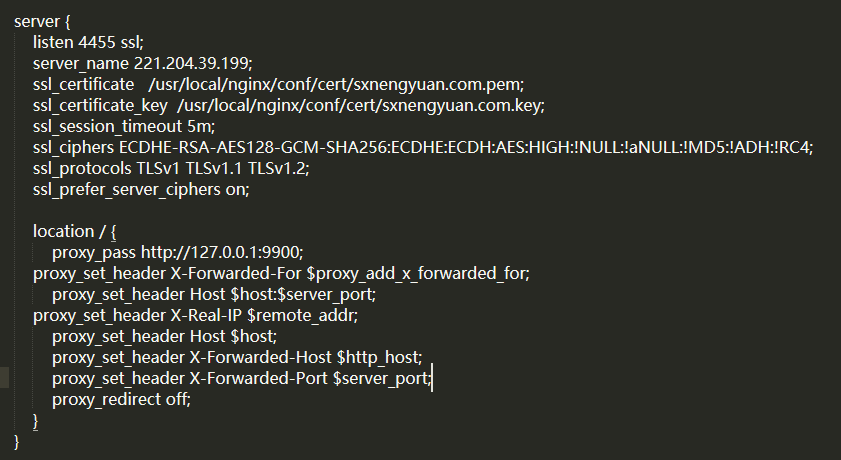 server {
listen 4455 ssl;
server_name 221.204.39.199;
ssl_certificate /usr/local/nginx/conf/cert/sxnengyuan.com.pem;
ssl_certificate_key /usr/local/nginx/conf/cert/sxnengyuan.com.key;
ssl_session_timeout 5m;
ssl_ciphers ECDHE-RSA-AES128-GCM-SHA256:ECDHE:ECDH:AES:HIGH:!NULL:!aNULL:!MD5:!ADH:!RC4;
ssl_protocols TLSv1 TLSv1.1 TLSv1.2;
ssl_prefer_server_ciphers on;
location / {
proxy_pass http://127.0.0.1:9900;
proxy_set_header X-Forwarded-For $proxy_add_x_forwarded_for;
proxy_set_header Host $host:$server_port;
proxy_set_header X-Real-IP $remote_addr;
proxy_set_header Host $host;
proxy_set_header X-Forwarded-Host $http_host;
proxy_set_header X-Forwarded-Port $server_port;
proxy_redirect off;
}
}